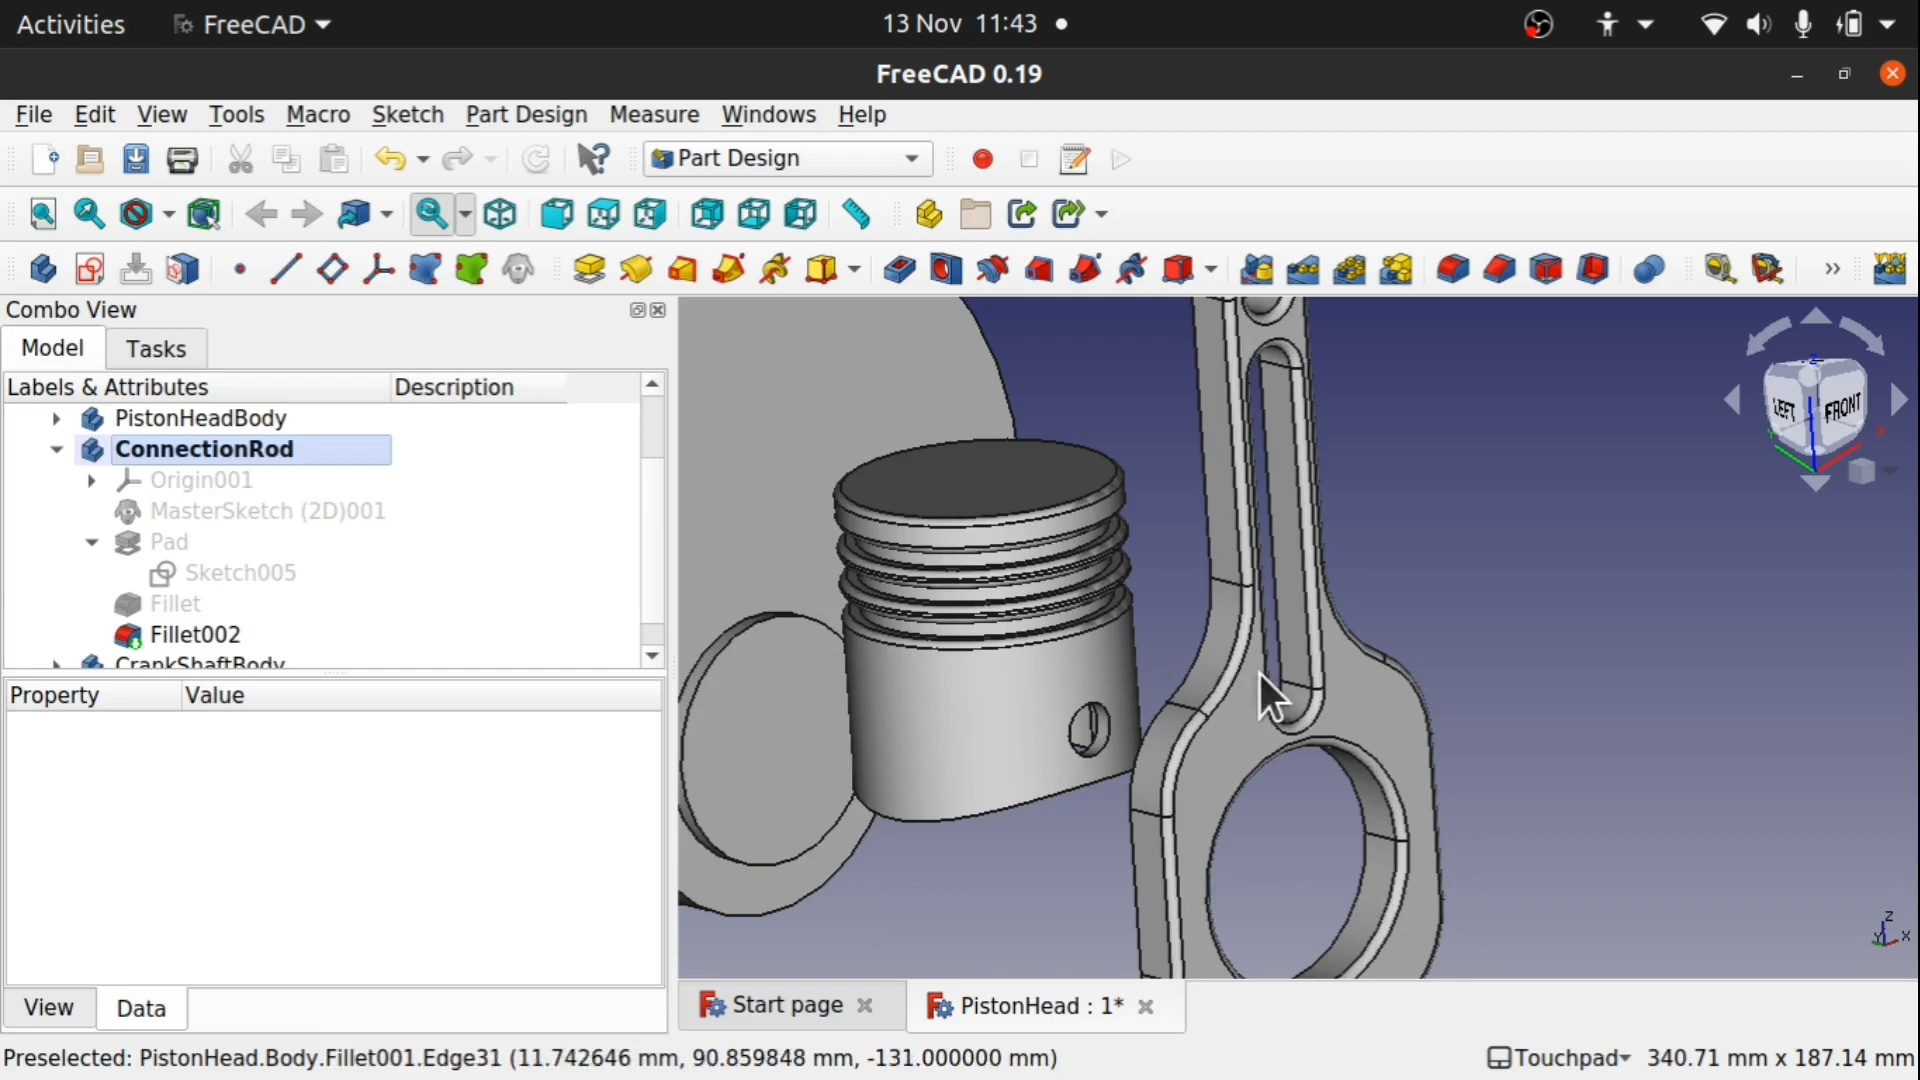 Activities FreeCAD 13 Nov 11:43
FreeCAD 0.19
File Edit View Tools Macro Sketch Part Design Measure Windows Help
Part Design
Combo View
Model Tasks
Labels & Attributes Description
PistonHeadBody
ConnectionRod
Origin001
MasterSketch (2D)001
Pad
Sketch005
Fillet
Fillet002
CrankShaftBody
Property Value
View Data
LEFT FRONT
Z
Z
Y X
Start page PistonHead : 1*
Preselected: PistonHead.Body.Fillet001.Edge31 (11.742646 mm, 90.859848 mm, -131.000000 mm) Touchpad 340.71 mm x 187.14 mm